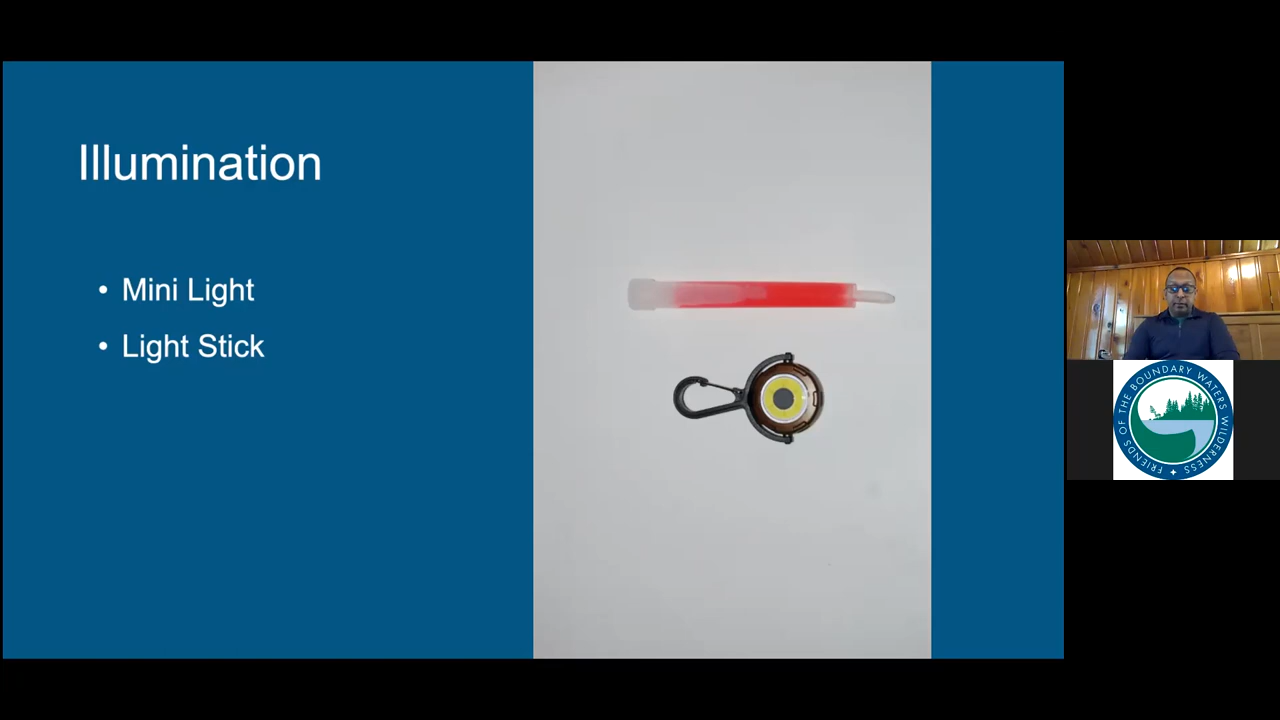 Illumination
• Mini Light
• Light Stick
FRIENDS OF THE BOUNDARY WATERS WILDERNESS